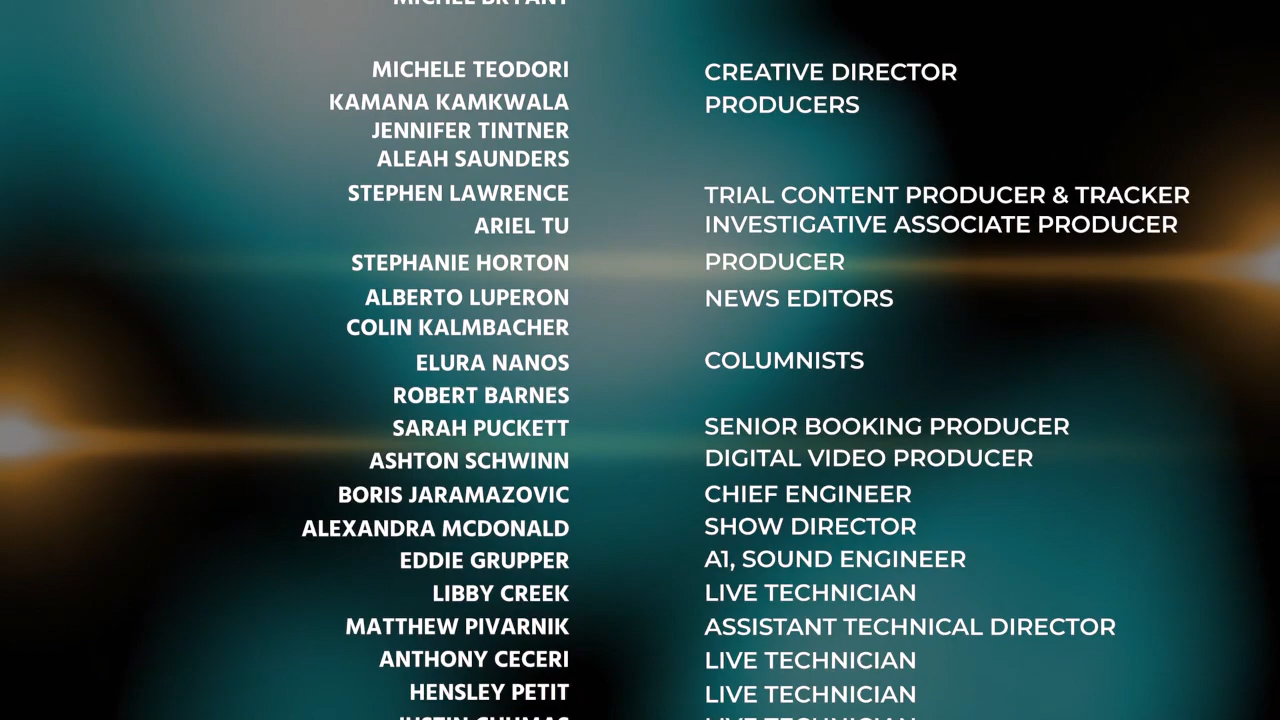 MICHELE TEODORI CREATIVE DIRECTOR
KAMANA KAMKWALA PRODUCERS
JENNIFER TINTNER
ALEAH SAUNDERS
STEPHEN LAWRENCE TRIAL CONTENT PRODUCER & TRACKER
ARIEL TU INVESTIGATIVE ASSOCIATE PRODUCER
STEPHANIE HORTON PRODUCER
ALBERTO LUPERON NEWS EDITORS
COLIN KALMBACHER
ELURA NANOS COLUMNISTS
ROBERT BARNES
SARAH PUCKETT SENIOR BOOKING PRODUCER
ASHTON SCHWINN DIGITAL VIDEO PRODUCER
BORIS JARAMAZOVIC CHIEF ENGINEER
ALEXANDRA MCDONALD SHOW DIRECTOR
EDDIE GRUPPER A1, SOUND ENGINEER
LIBBY CREEK LIVE TECHNICIAN
MATTHEW PIVARNIK ASSISTANT TECHNICAL DIRECTOR
ANTHONY CECERI LIVE TECHNICIAN
HENSLEY PETIT LIVE TECHNICIAN